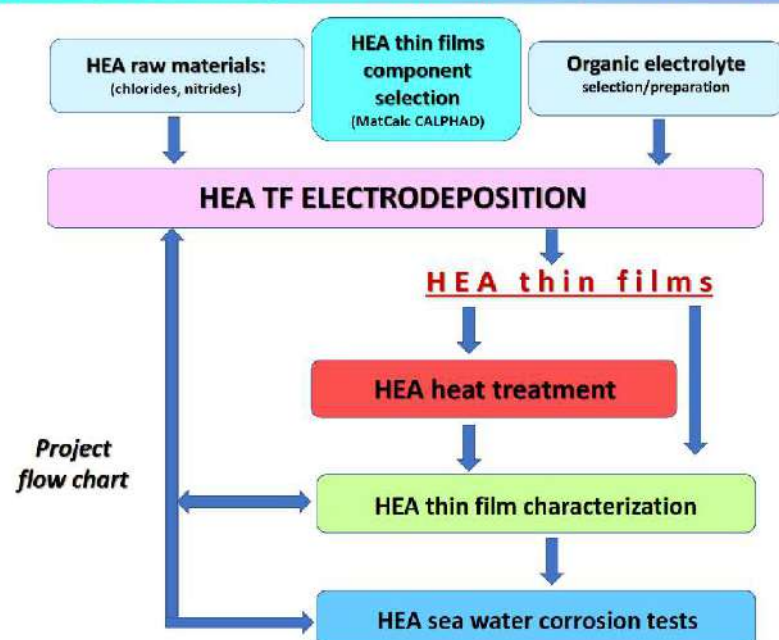 HEA raw materials:
(chlorides, nitrides)
HEA thin films
component
selection
(MatCalc CALPHAD)
Organic electrolyte
selection/preparation
HEA TF ELECTRODEPOSITION
HEA thin films
HEA heat treatment
Project
flow chart
HEA thin film characterization
HEA sea water corrosion tests